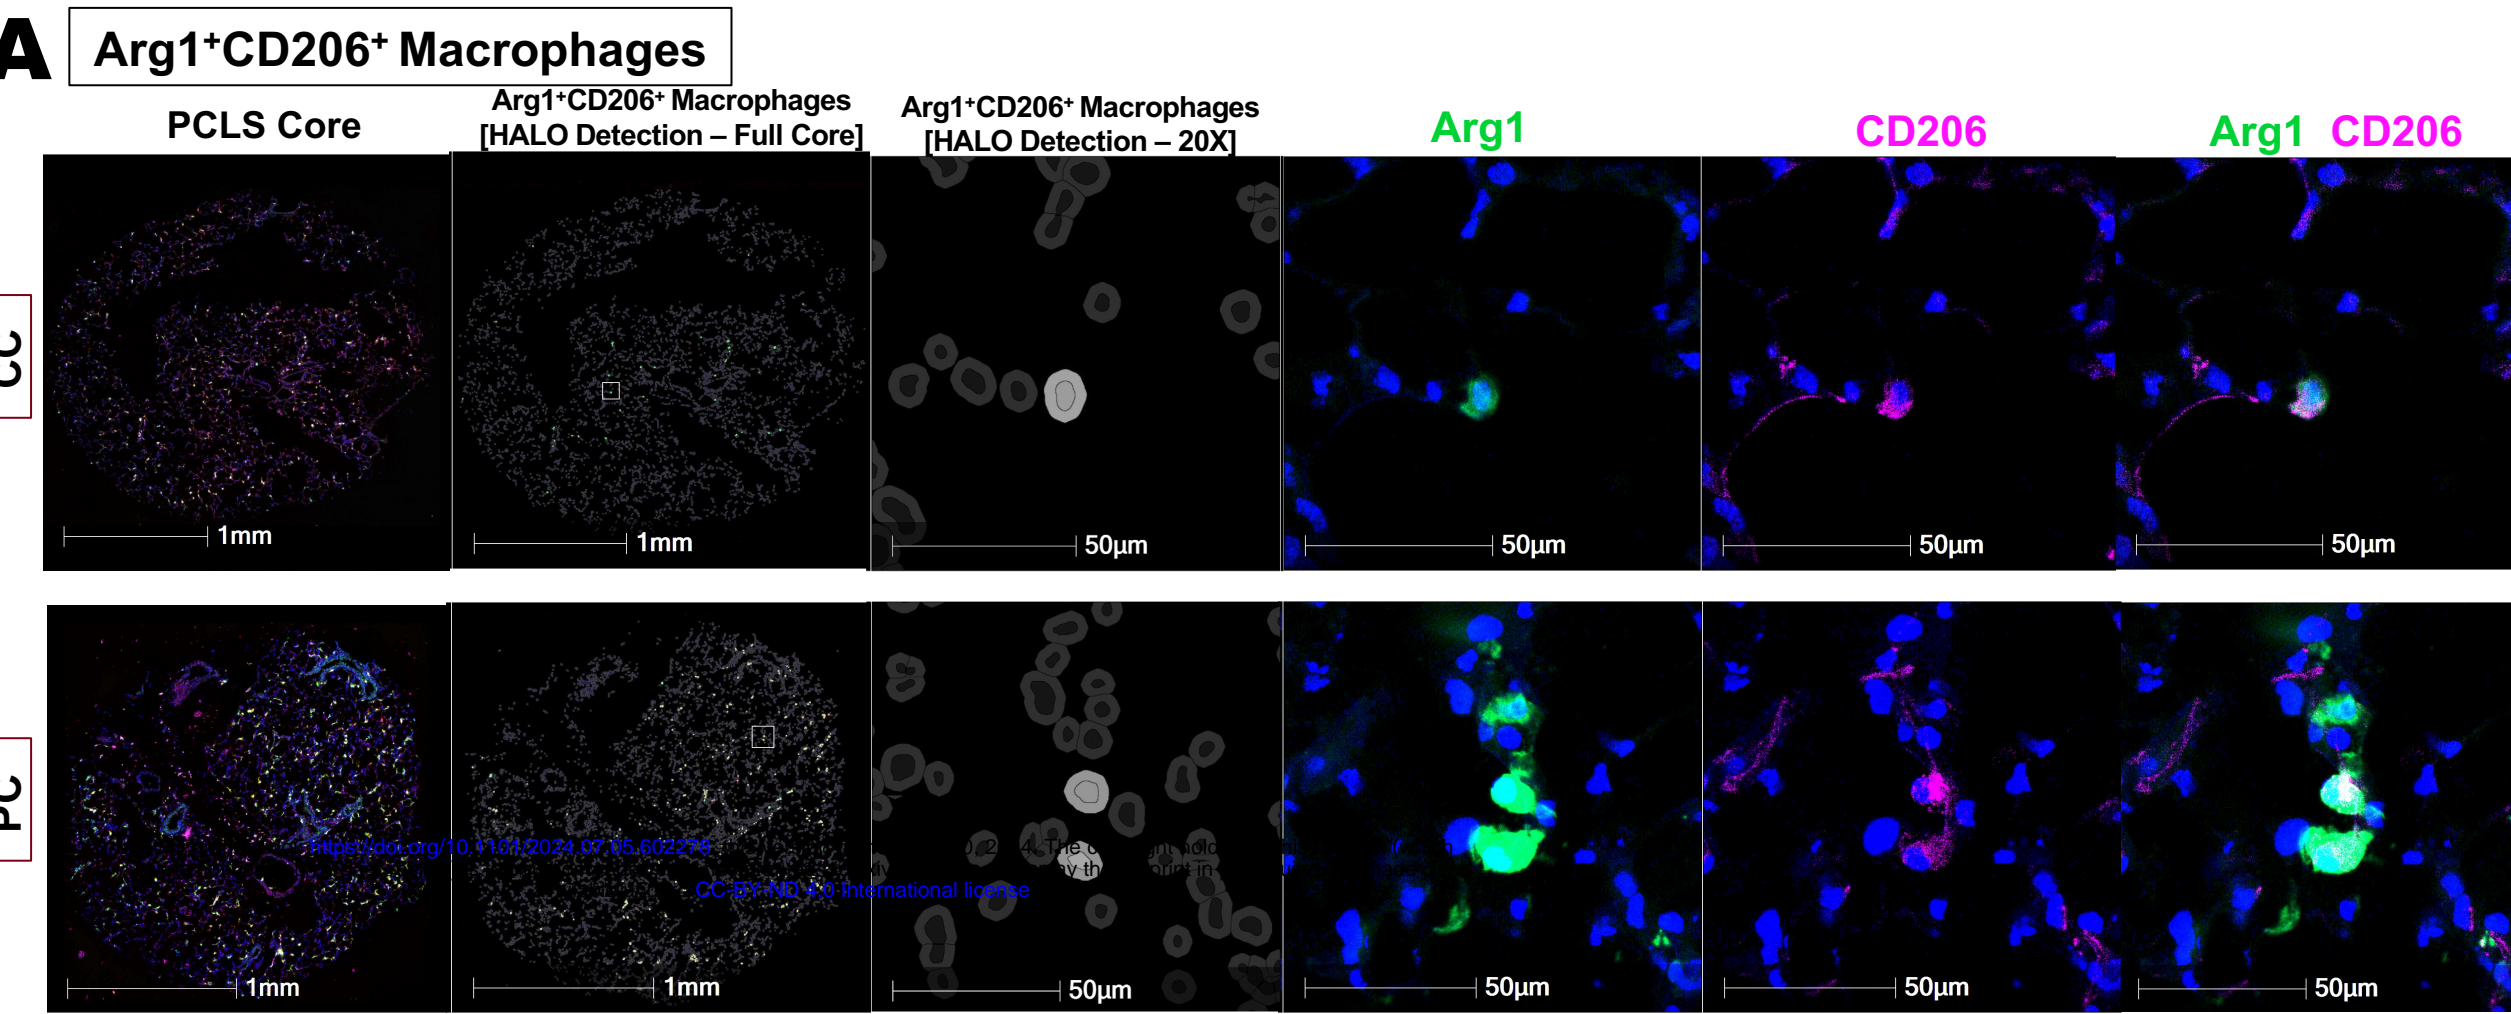 A
Arg1⁺CD206⁺ Macrophages
PCLS Core
Arg1⁺CD206⁺ Macrophages
[HALO Detection – Full Core]
Arg1⁺CD206⁺ Macrophages
[HALO Detection – 20X]
Arg1
CD206
Arg1 CD206
CC
1mm
1mm
50µm
50µm
50µm
50µm
PC
https://doi.org/10.1101/2024.07.05.602276
The
CC-BY-ND 4.0 International license
1mm
1mm
50µm
50µm
50µm
50µm